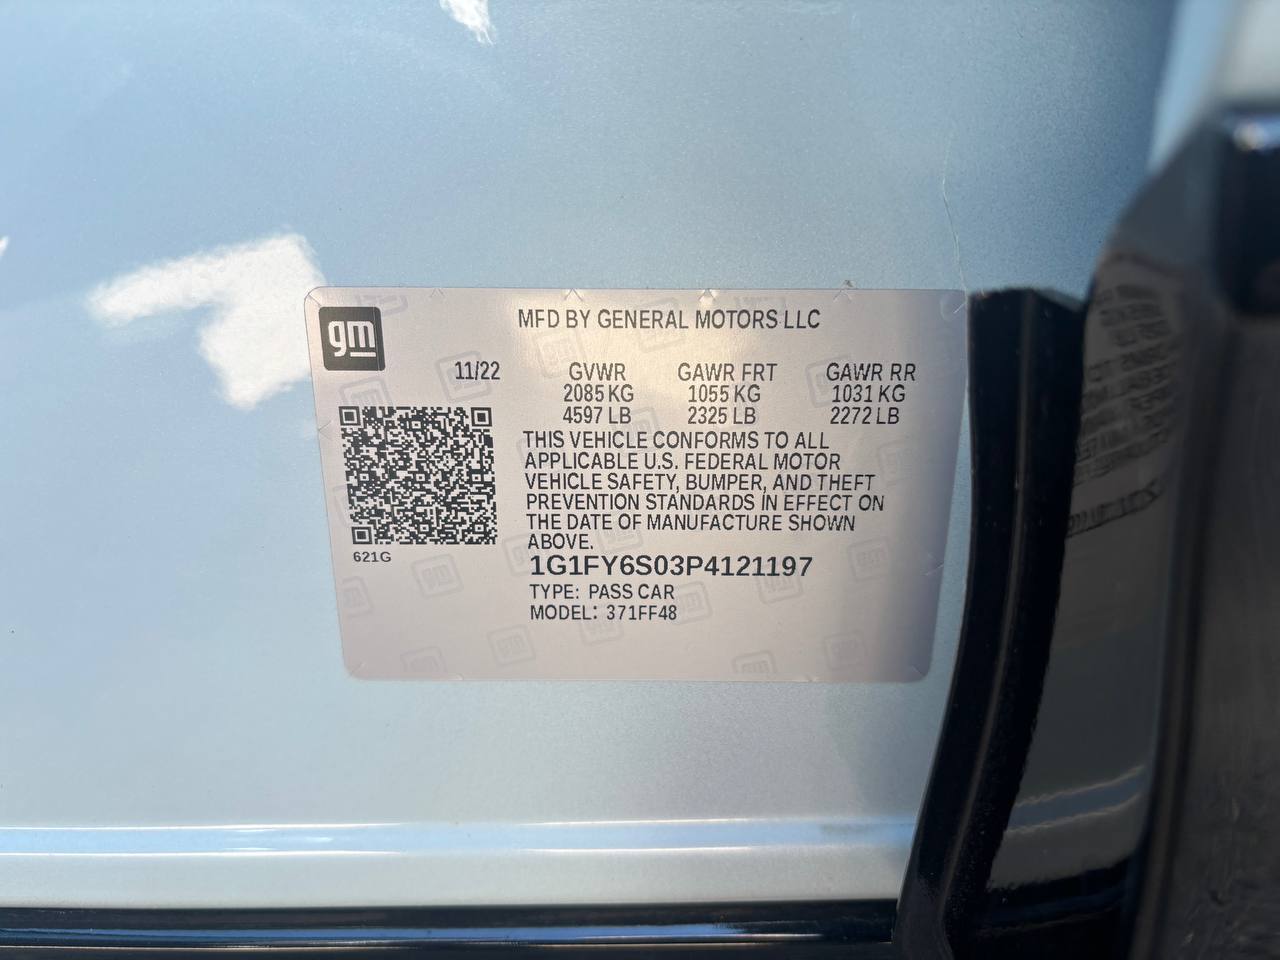 gm
MFD BY GENERAL MOTORS LLC
11/22 GVWR GAWR FRT GAWR RR
2085 KG 1055 KG 1031 KG
4597 LB 2325 LB 2272 LB
THIS VEHICLE CONFORMS TO ALL
APPLICABLE U.S. FEDERAL MOTOR
VEHICLE SAFETY, BUMPER, AND THEFT
PREVENTION STANDARDS IN EFFECT ON
THE DATE OF MANUFACTURE SHOWN
ABOVE.
621G
1G1FY6S03P4121197
TYPE: PASS CAR
MODEL: 371FF48